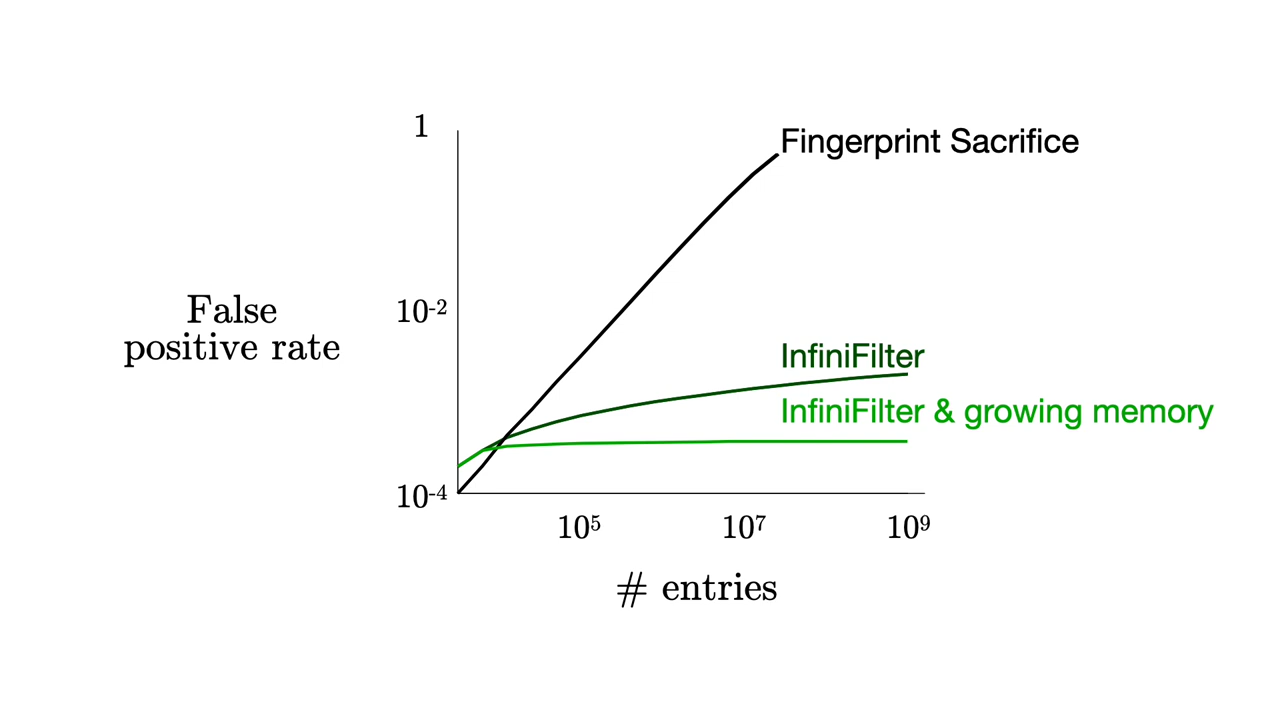 1
Fingerprint Sacrifice
False
positive rate
10⁻²
InfiniFilter
InfiniFilter & growing memory
10⁻⁴
10⁵ 10⁷ 10⁹
# entries